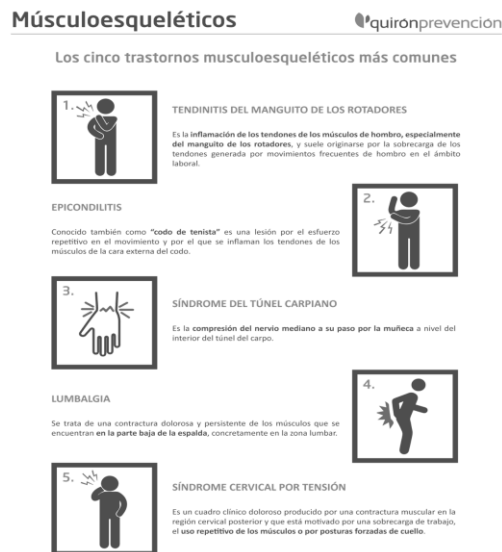 Músculoesqueléticos
quirónprevención
Los cinco trastornos musculoesqueléticos más comunes
1.
TENDINITIS DEL MANGUITO DE LOS ROTADORES
Es la inflamación de los tendones de los músculos de hombro, especialmente
del manguito de los rotadores, y suele originarse por la sobrecarga de los
tendones generada por movimientos frecuentes de hombro en el ámbito
laboral.
2.
EPICONDILITIS
Conocido también como “codo de tenista” es una lesión por el esfuerzo
repetitivo en el movimiento y por el que se inflaman los tendones de los
músculos de la cara externa del codo.
3.
SÍNDROME DEL TÚNEL CARPIANO
Es la compresión del nervio mediano a su paso por la muñeca a nivel del
interior del túnel del carpo.
4.
LUMBALGIA
Se trata de una contractura dolorosa y persistente de los músculos que se
encuentran en la parte baja de la espalda, concretamente en la zona lumbar.
5.
SÍNDROME CERVICAL POR TENSIÓN
Es un cuadro clínico doloroso producido por una contractura muscular en la
región cervical posterior y que está motivado por una sobrecarga de trabajo,
el uso repetitivo de los músculos o por posturas forzadas de cuello.